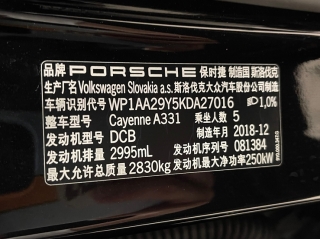 品牌 PORSCHE 保时捷 制造国 斯洛伐克
生产厂名 Volkswagen Slovakia a.s. 斯洛伐克大众汽车股份公司制造
车辆识别代号 WP1AA29Y5KDA27016 1,0%
整车型号 Cayenne A331 乘坐人数 5
发动机型号 DCB 制造年月 2018-12
发动机排量 2995mL 发动机序列号 081384
最大允许总质量 2830kg 发动机最大净功率 250kW